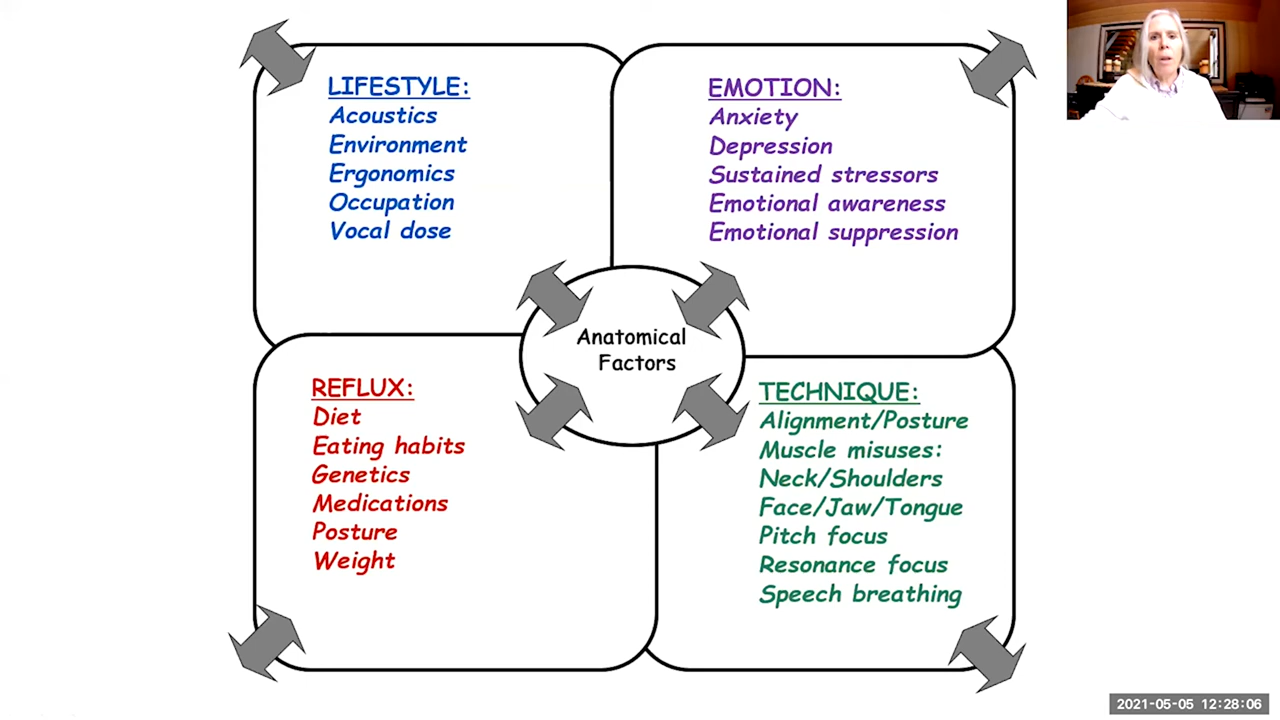 LIFESTYLE:
Acoustics
Environment
Ergonomics
Occupation
Vocal dose
EMOTION:
Anxiety
Depression
Sustained stressors
Emotional awareness
Emotional suppression
Anatomical
Factors
REFLUX:
Diet
Eating habits
Genetics
Medications
Posture
Weight
TECHNIQUE:
Alignment/Posture
Muscle misuses:
Neck/Shoulders
Face/Jaw/Tongue
Pitch focus
Resonance focus
Speech breathing
2021-05-05 12:28:06